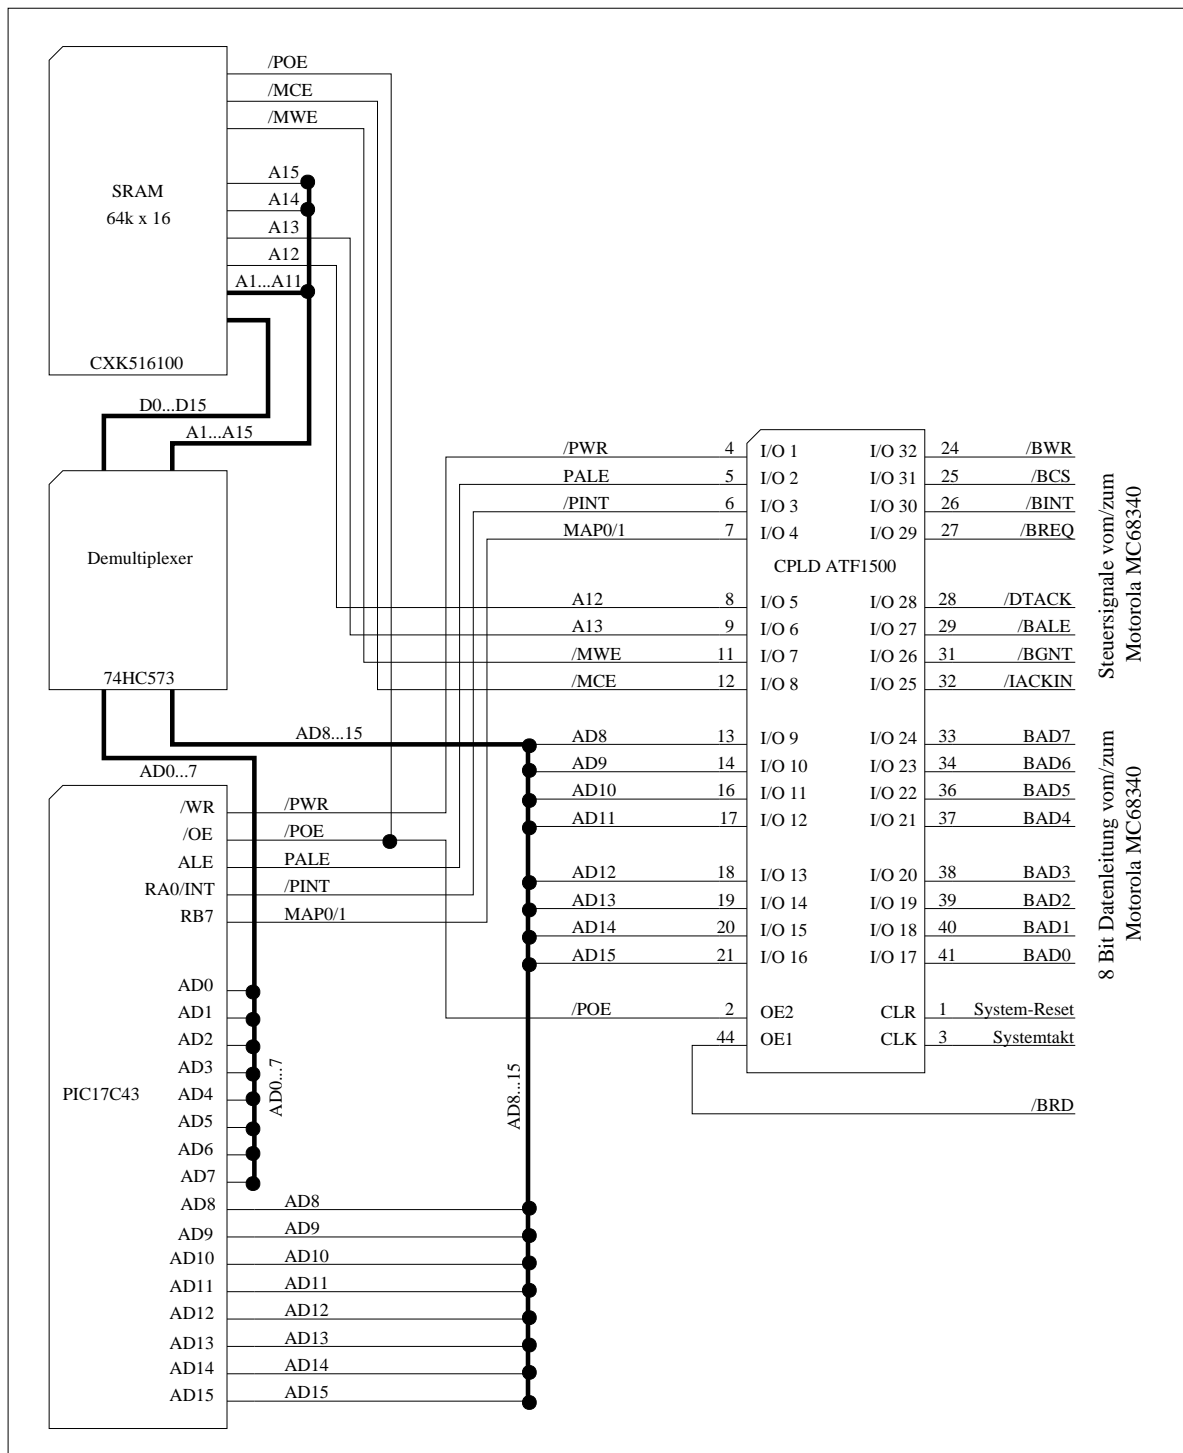 /POE
/MCE
/MWE
A15
SRAM
A14
64k x 16
A13
A12
A1...A11
CXK516100
D0...D15
A1...A15
Demultiplexer
74HC573
AD8...15
AD0...7
/WR /PWR
/OE /POE
ALE PALE
RA0/INT /PINT
RB7 MAP0/1
AD0
AD1
AD2
AD3
AD4
AD5
AD6
AD7
AD0...7
PIC17C43
AD8 AD8
AD9 AD9
AD10 AD10
AD11 AD11
AD12 AD12
AD13 AD13
AD14 AD14
AD15 AD15
AD8...15
/PWR 4 I/O 1 I/O 32 24 /BWR
PALE 5 I/O 2 I/O 31 25 /BCS
/PINT 6 I/O 3 I/O 30 26 /BINT
MAP0/1 7 I/O 4 I/O 29 27 /BREQ
CPLD ATF1500
A12 8 I/O 5 I/O 28 28 /DTACK
A13 9 I/O 6 I/O 27 29 /BALE
/MWE 11 I/O 7 I/O 26 31 /BGNT
/MCE 12 I/O 8 I/O 25 32 /IACKIN
AD8 13 I/O 9 I/O 24 33 BAD7
AD9 14 I/O 10 I/O 23 34 BAD6
AD10 16 I/O 11 I/O 22 36 BAD5
AD11 17 I/O 12 I/O 21 37 BAD4
AD12 18 I/O 13 I/O 20 38 BAD3
AD13 19 I/O 14 I/O 19 39 BAD2
AD14 20 I/O 15 I/O 18 40 BAD1
AD15 21 I/O 16 I/O 17 41 BAD0
/POE 2 OE2 CLR 1 System-Reset
44 OE1 CLK 3 Systemtakt
/BRD
Steuersignale vom/zum
Motorola MC68340
8 Bit Datenleitung vom/zum
Motorola MC68340